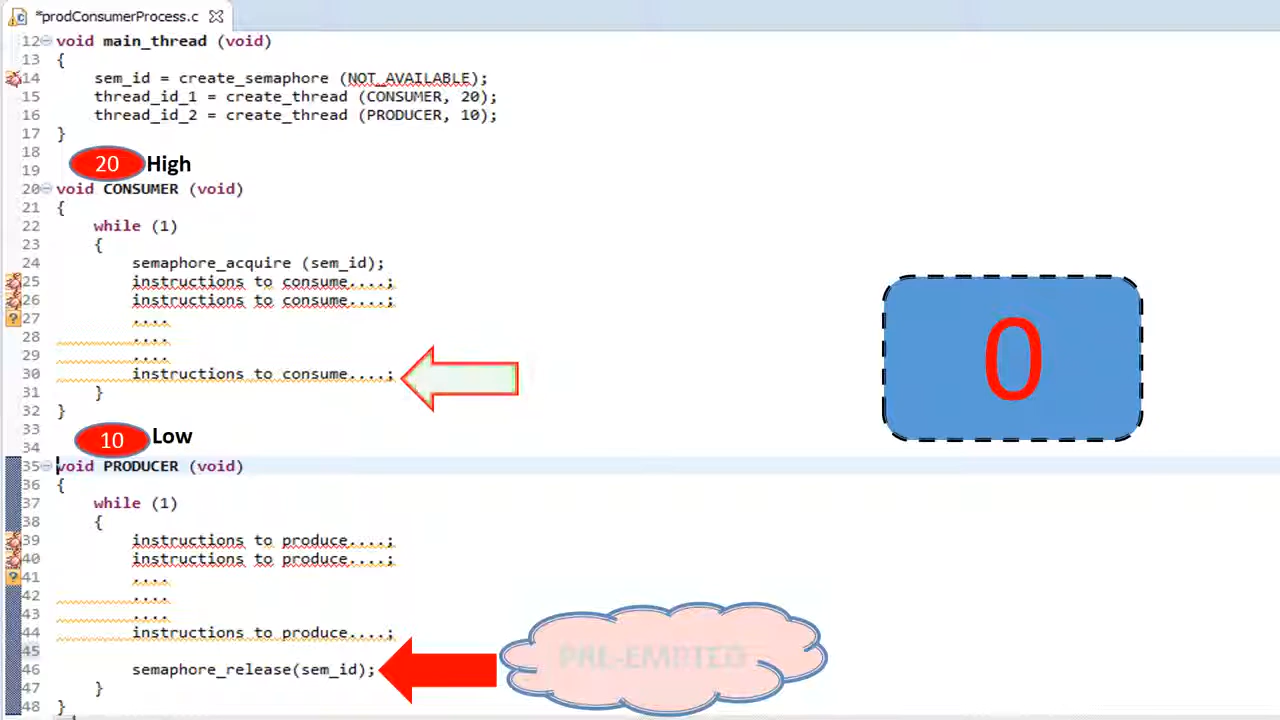 *prodConsumerProcess.c
12 void main_thread (void)
13 {
14 sem_id = create_semaphore (NOT_AVAILABLE);
15 thread_id_1 = create_thread (CONSUMER, 20);
16 thread_id_2 = create_thread (PRODUCER, 10);
17 }
18
20 High
19
20 void CONSUMER (void)
21 {
22 while (1)
23 {
24 semaphore_acquire (sem_id);
25 instructions to consume....;
26 instructions to consume....;
27 ....
28 ....
29 ....
30 instructions to consume....;
31 }
32 }
0
33
10 Low
34
35 void PRODUCER (void)
36 {
37 while (1)
38 {
39 instructions to produce....;
40 instructions to produce....;
41 ....
42 ....
43 ....
44 instructions to produce....;
45
PRE-EMPTED
46 semaphore_release(sem_id);
47 }
48 }